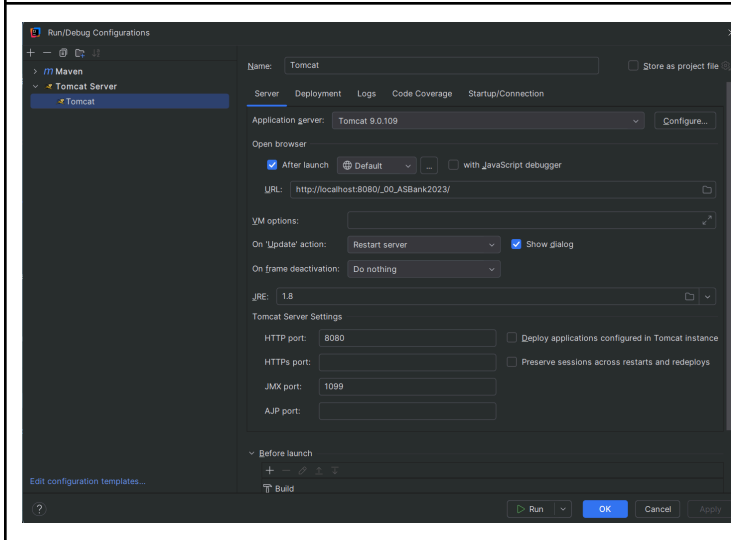 Run/Debug Configurations
Maven
Tomcat Server
Tomcat
Edit configuration templates...
Name: Tomcat
Store as project file
Server Deployment Logs Code Coverage Startup/Connection
Application server: Tomcat 9.0.109 Configure...
Open browser
After launch Default ... with JavaScript debugger
URL: http://localhost:8080/_00_ASBank2023/
VM options:
On 'Update' action: Restart server Show dialog
On frame deactivation: Do nothing
JRE: 1.8
Tomcat Server Settings
HTTP port: 8080 Deploy applications configured in Tomcat instance
HTTPs port: Preserve sessions across restarts and redeploys
JMX port: 1099
AJP port:
Before launch
Build
? Run OK Cancel Apply